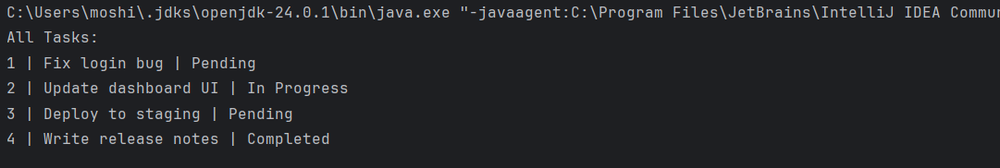 C:\Users\moshi\.jdks\openjdk-24.0.1\bin\java.exe "-javaagent:C:\Program Files\JetBrains\IntelliJ IDEA
All Tasks:
1 | Fix login bug | Pending
2 | Update dashboard UI | In Progress
3 | Deploy to staging | Pending
4 | Write release notes | Completed